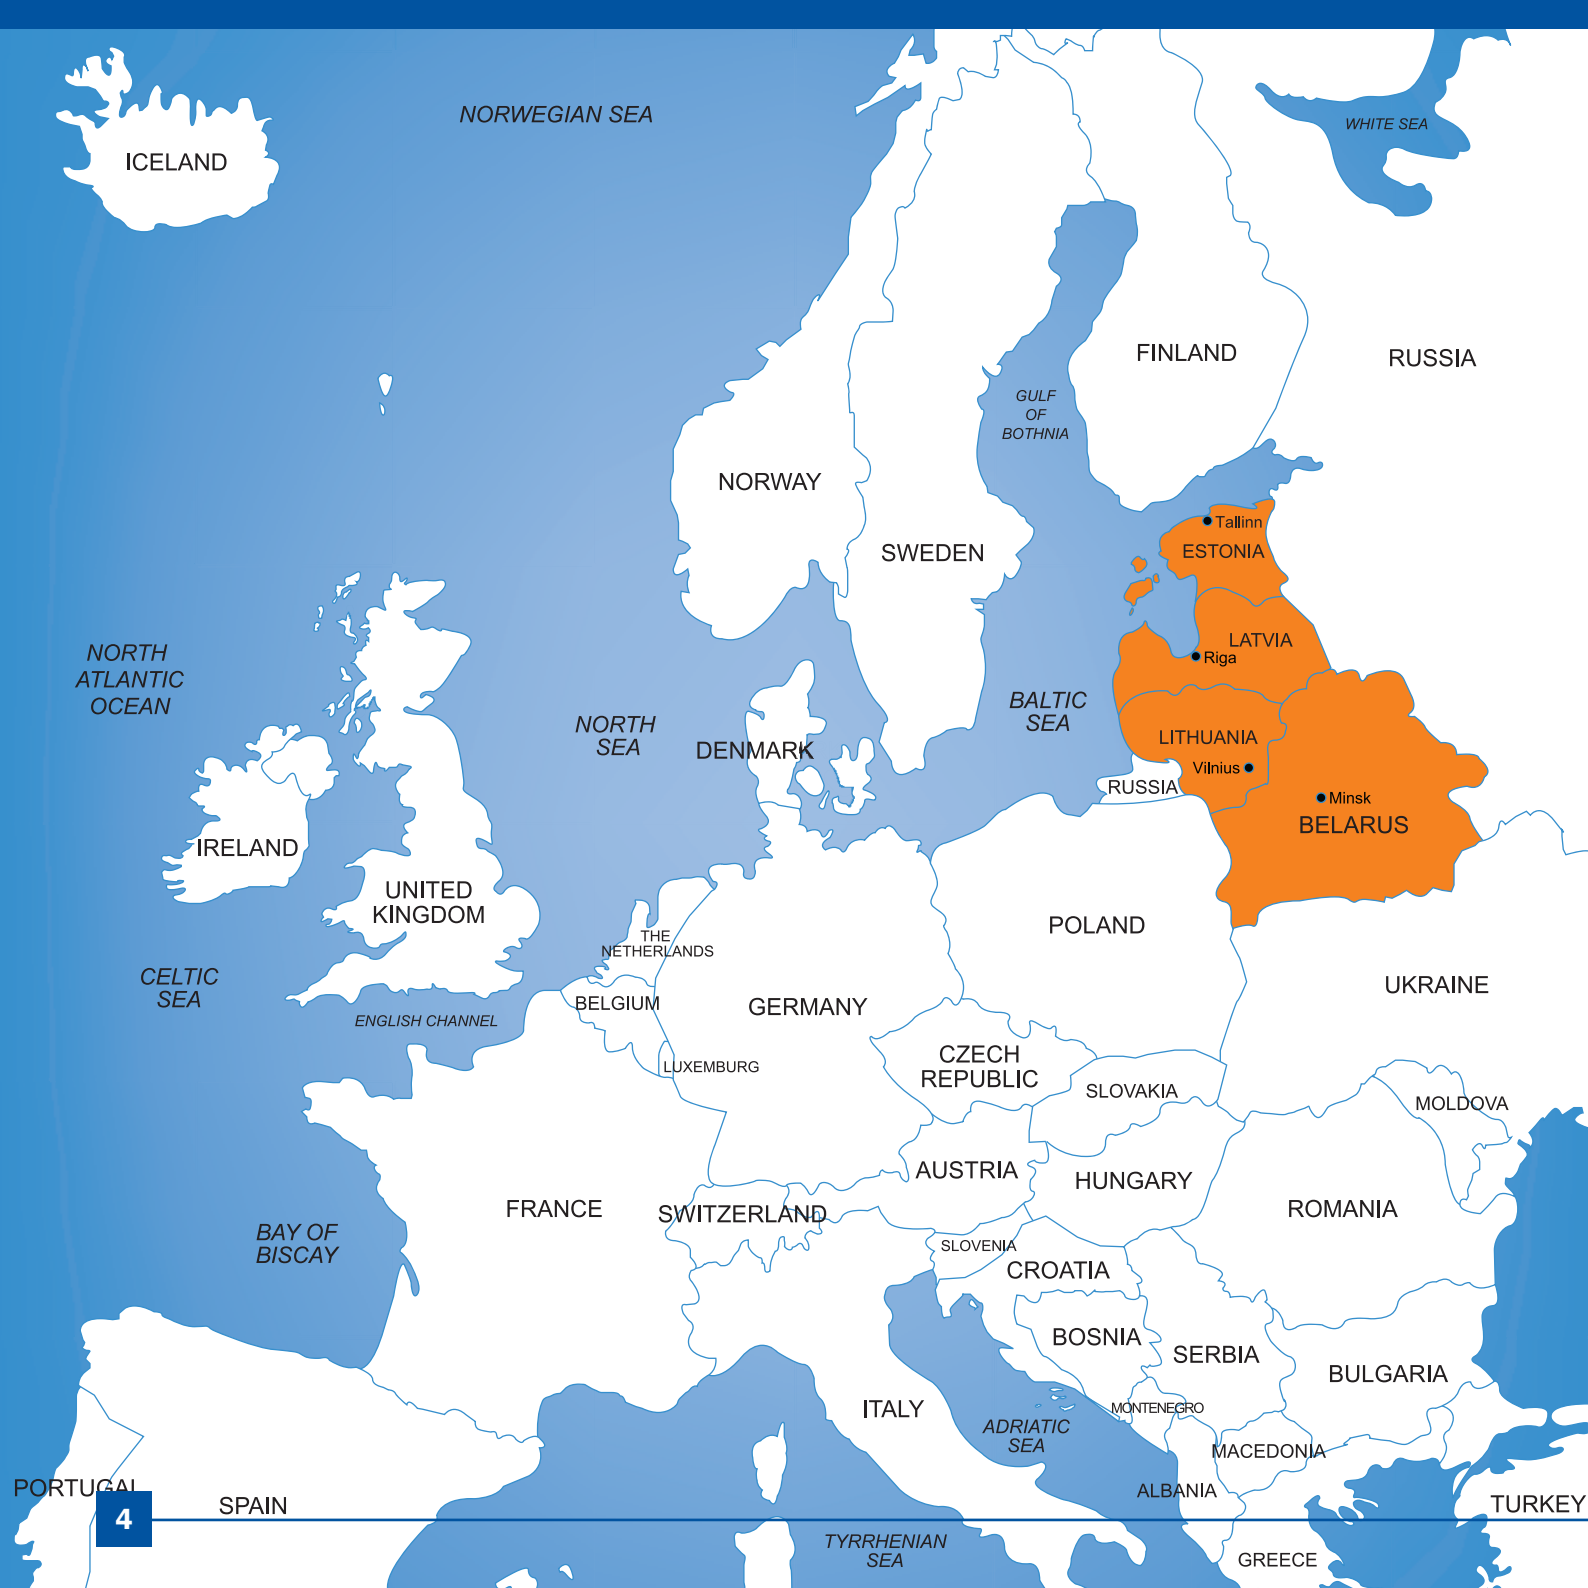 NORWEGIAN SEA
WHITE SEA
ICELAND
FINLAND
RUSSIA
GULF
OF
BOTHNIA
NORWAY
Tallinn
SWEDEN
ESTONIA
LATVIA
Riga
NORTH
ATLANTIC
OCEAN
BALTIC
SEA
NORTH
SEA
DENMARK
LITHUANIA
Vilnius
RUSSIA
Minsk
BELARUS
IRELAND
UNITED
KINGDOM
POLAND
THE
NETHERLANDS
CELTIC
SEA
UKRAINE
BELGIUM
GERMANY
ENGLISH CHANNEL
CZECH
REPUBLIC
LUXEMBURG
SLOVAKIA
MOLDOVA
AUSTRIA
HUNGARY
FRANCE
SWITZERLAND
ROMANIA
BAY OF
BISCAY
SLOVENIA
CROATIA
BOSNIA
SERBIA
BULGARIA
ITALY
MONTENEGRO
ADRIATIC
SEA
MACEDONIA
PORTUGAL
ALBANIA
SPAIN
TURKEY
4
TYRRHENIAN
SEA
GREECE